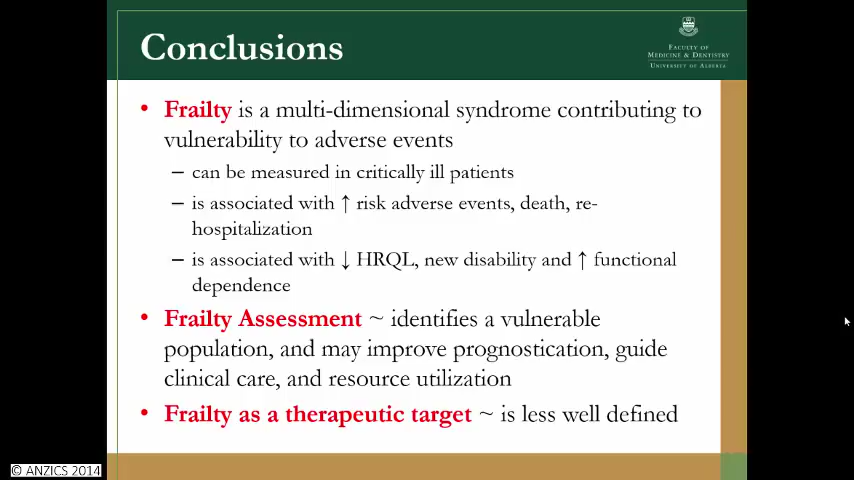 Conclusions
FACULTY OF
MEDICINE & DENTISTRY
UNIVERSITY OF ALBERTA
• Frailty is a multi-dimensional syndrome contributing to
vulnerability to adverse events
– can be measured in critically ill patients
– is associated with ↑ risk adverse events, death, re-
hospitalization
– is associated with ↓ HRQL, new disability and ↑ functional
dependence
• Frailty Assessment ~ identifies a vulnerable
population, and may improve prognostication, guide
clinical care, and resource utilization
• Frailty as a therapeutic target ~ is less well defined
© ANZICS 2014